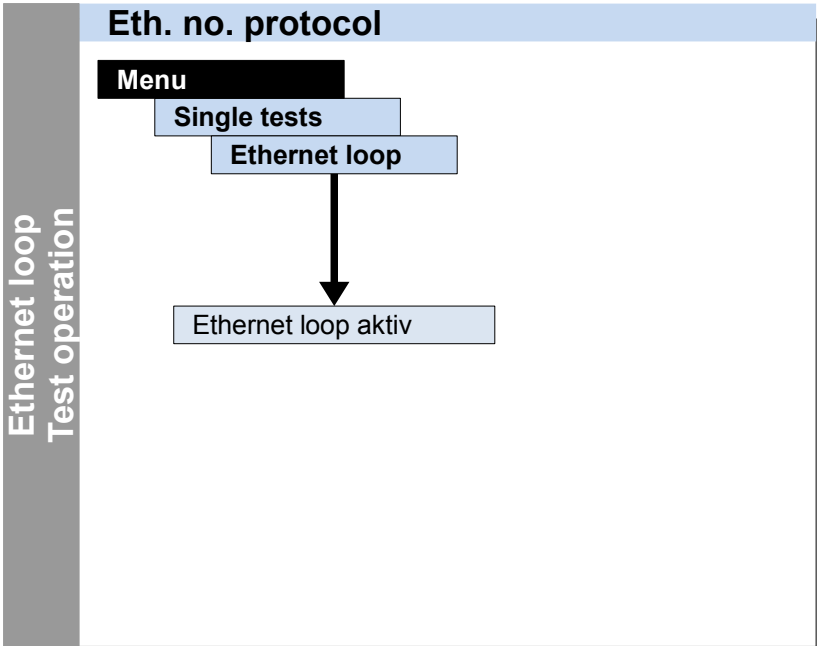 Eth. no. protocol
Menu
Single tests
Ethernet loop
Ethernet loop aktiv
Ethernet loop
Test operation